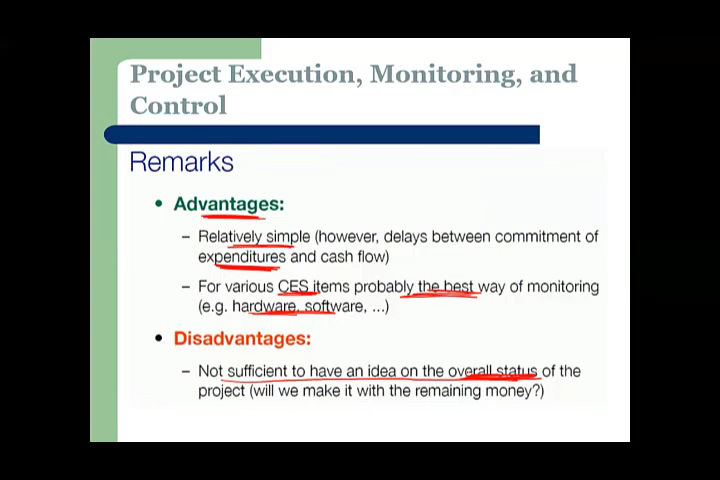 Project Execution, Monitoring, and
Control
Remarks
• Advantages:
– Relatively simple (however, delays between commitment of
expenditures and cash flow)
– For various CES items probably the best way of monitoring
(e.g. hardware, software, ...)
• Disadvantages:
– Not sufficient to have an idea on the overall status of the
project (will we make it with the remaining money?)